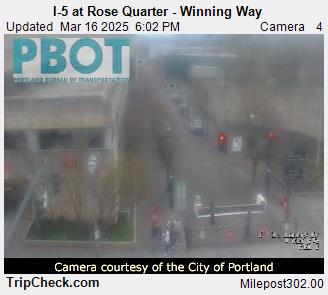 I-5 at Rose Quarter - Winning Way
Updated Mar 16 2025 6:02 PM Camera 4
PBOT
PORTLAND BUREAU OF TRANSPORTATION
Camera courtesy of the City of Portland
TripCheck.com Milepost302.00